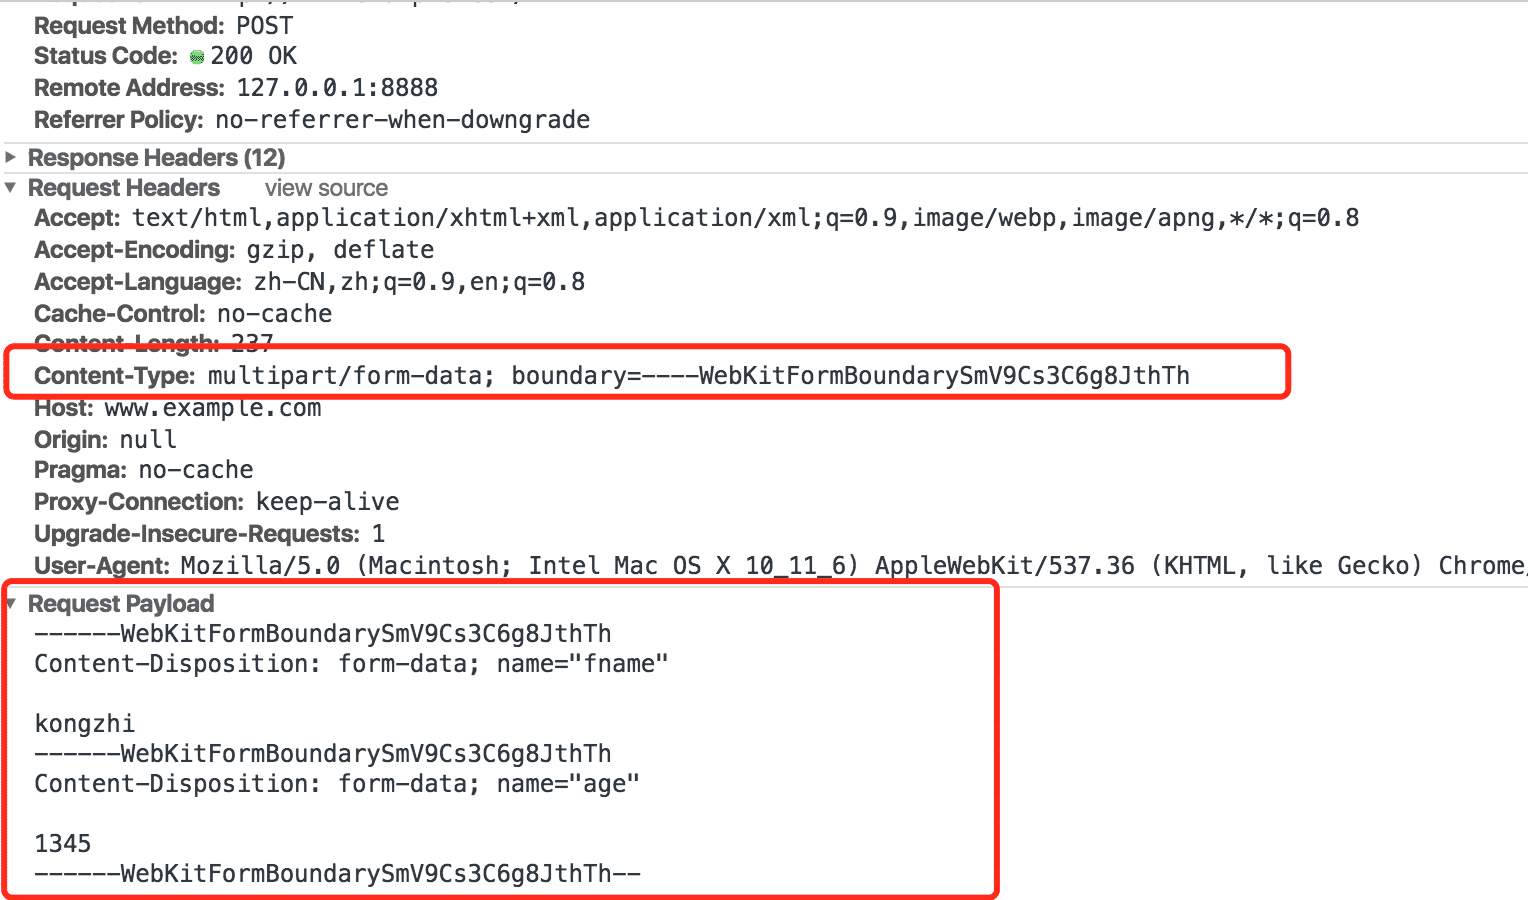 Request Method: POST
Status Code: 200 OK
Remote Address: 127.0.0.1:8888
Referrer Policy: no-referrer-when-downgrade
Response Headers (12)
Request Headers view source
Accept: text/html,application/xhtml+xml,application/xml;q=0.9,image/webp,image/apng,*/*;q=0.8
Accept-Encoding: gzip, deflate
Accept-Language: zh-CN,zh;q=0.9,en;q=0.8
Cache-Control: no-cache
Content-Length: 237
Content-Type: multipart/form-data; boundary=----WebKitFormBoundarySmV9Cs3C6g8JthTh
Host: www.example.com
Origin: null
Pragma: no-cache
Proxy-Connection: keep-alive
Upgrade-Insecure-Requests: 1
User-Agent: Mozilla/5.0 (Macintosh; Intel Mac OS X 10_11_6) AppleWebKit/537.36 (KHTML, like Gecko) Chrome/
Request Payload
------WebKitFormBoundarySmV9Cs3C6g8JthTh
Content-Disposition: form-data; name="fname"
kongzhi
------WebKitFormBoundarySmV9Cs3C6g8JthTh
Content-Disposition: form-data; name="age"
1345
------WebKitFormBoundarySmV9Cs3C6g8JthTh--